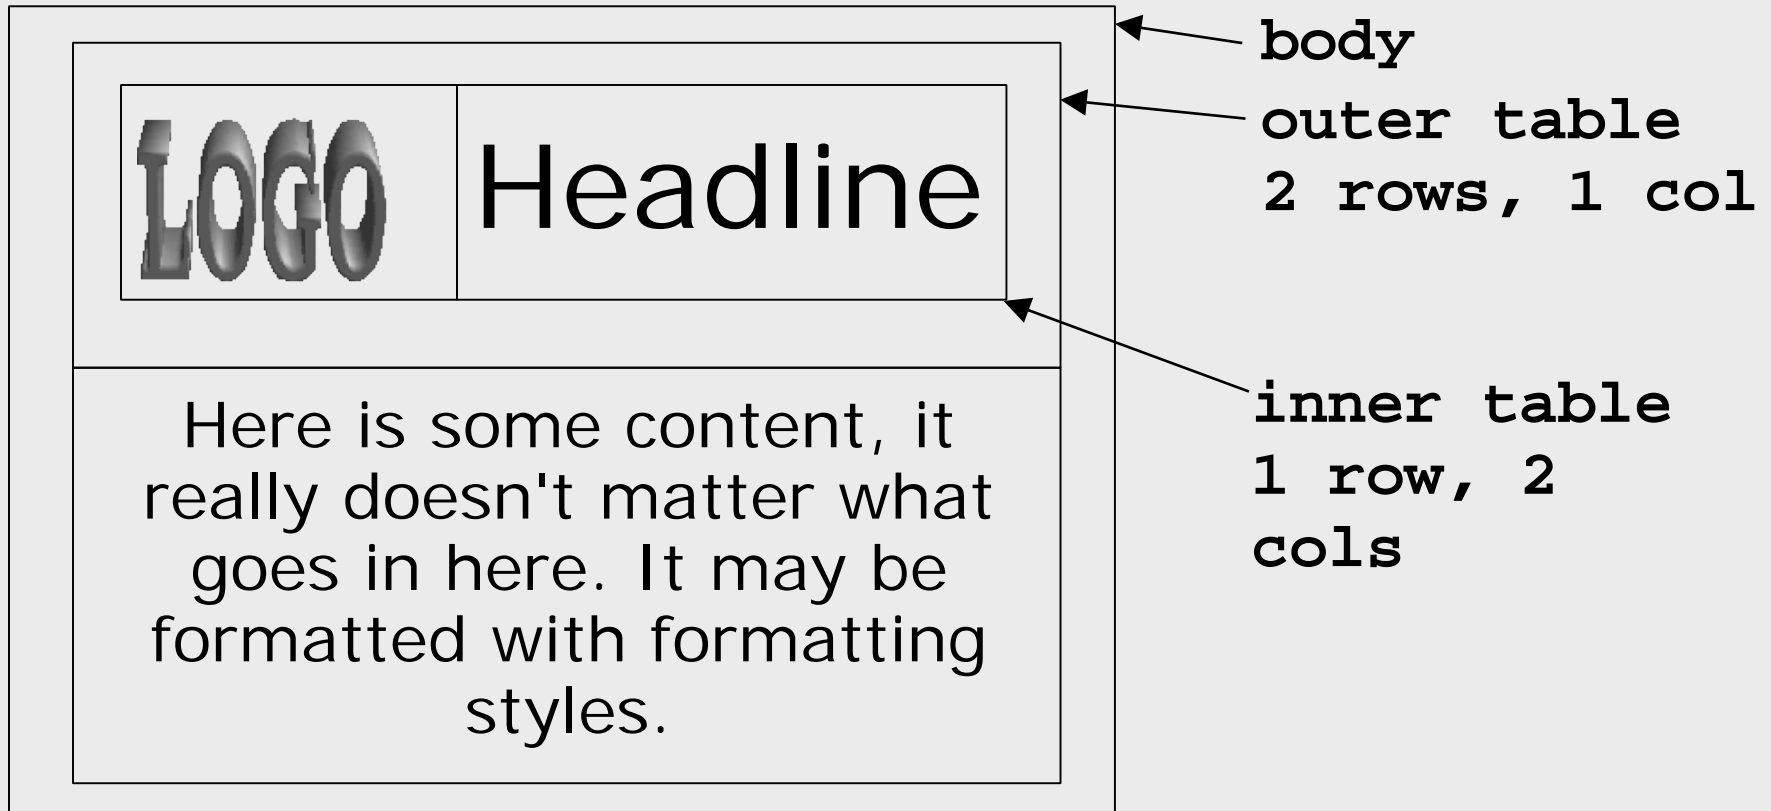 LOGO
Headline
Here is some content, it
really doesn't matter what
goes in here. It may be
formatted with formatting
styles.
body
outer table
2 rows, 1 col
inner table
1 row, 2
cols